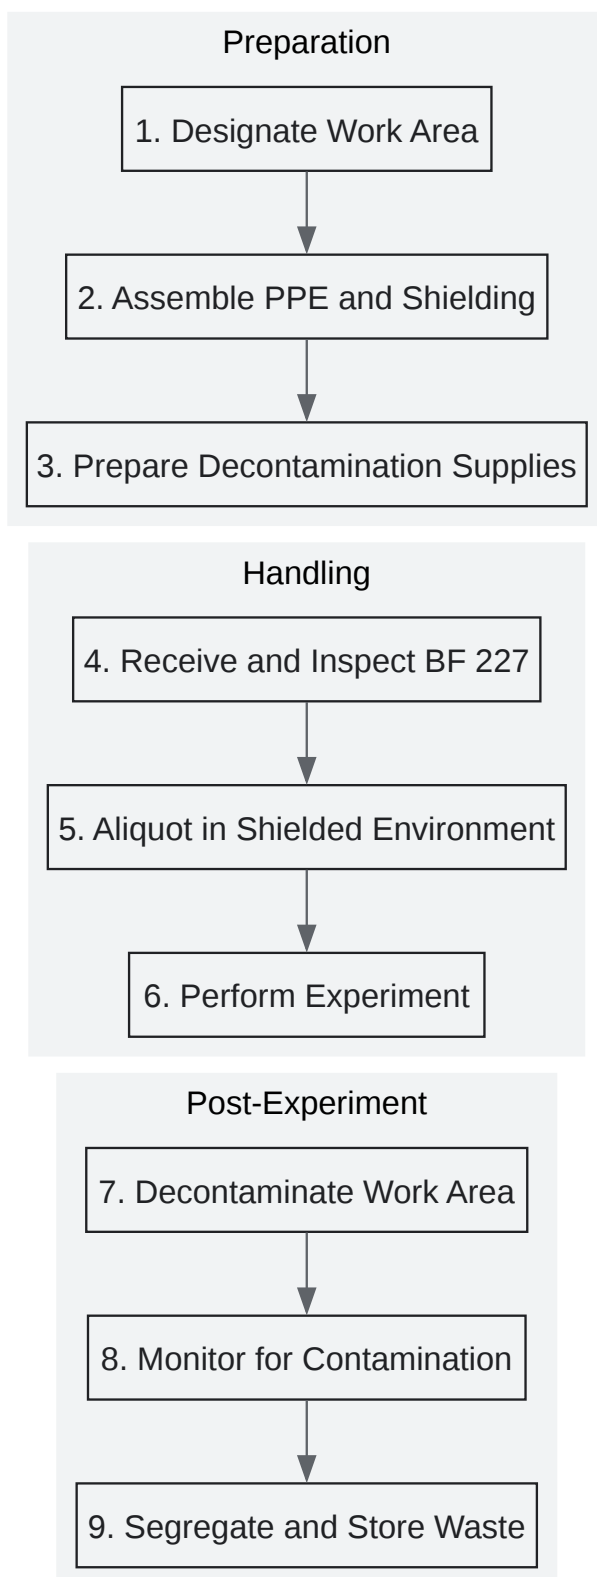 Preparation
1. Designate Work Area
2. Assemble PPE and Shielding
3. Prepare Decontamination Supplies
Handling
4. Receive and Inspect BF 227
5. Aliquot in Shielded Environment
6. Perform Experiment
Post-Experiment
7. Decontaminate Work Area
8. Monitor for Contamination
9. Segregate and Store Waste